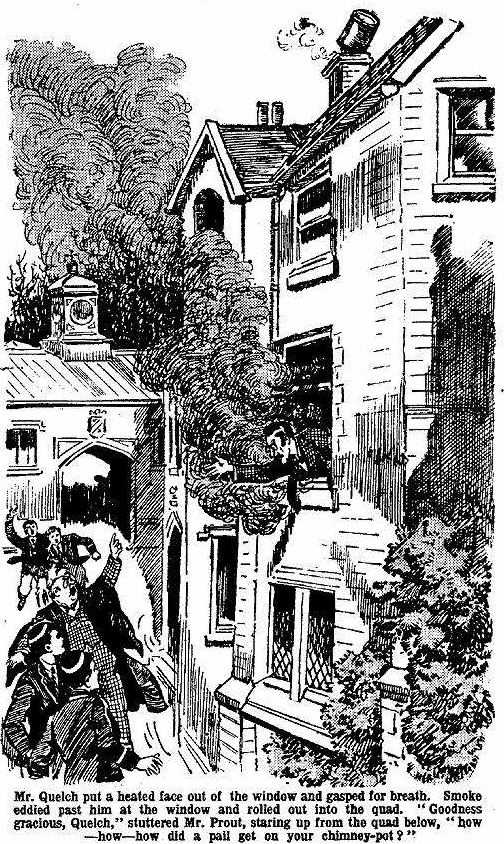 Mr. Quelch put a heated face out of the window and gasped for breath. Smoke
eddied past him at the window and rolled out into the quad. "Goodness
gracious, Quelch," stuttered Mr. Prout, staring up from the quad below, "how
—how—how did a pail get on your chimney-pot?"